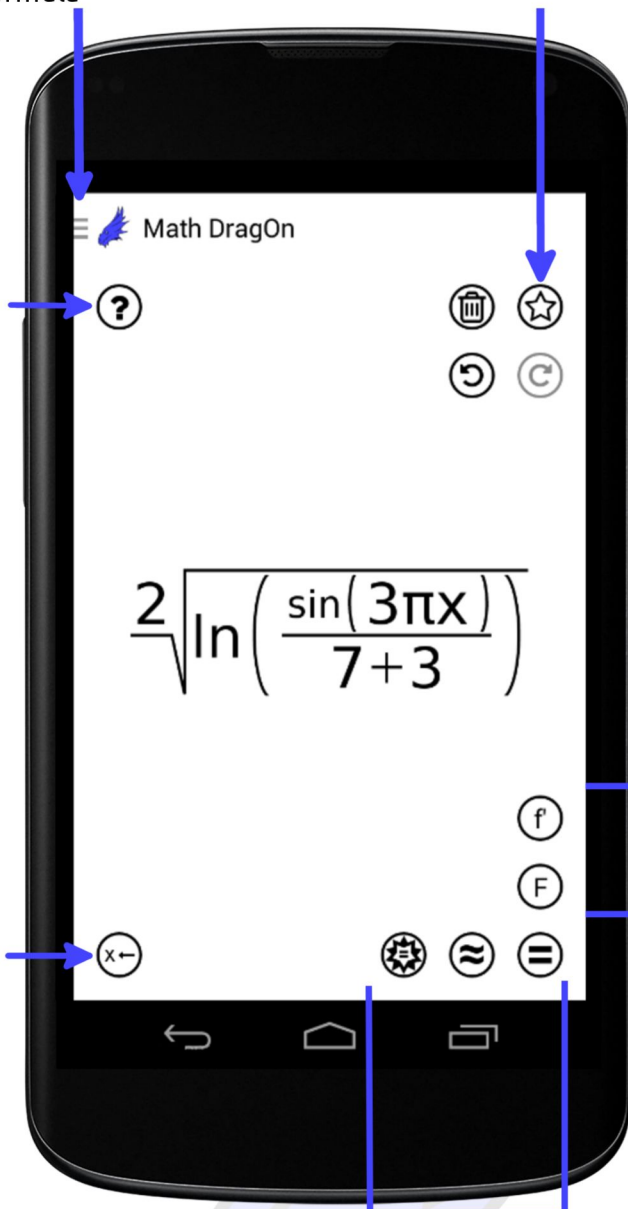 Math DragOn
?
2√ln(sin(3πx)/7+3)
f'
F
x← = ≈ =